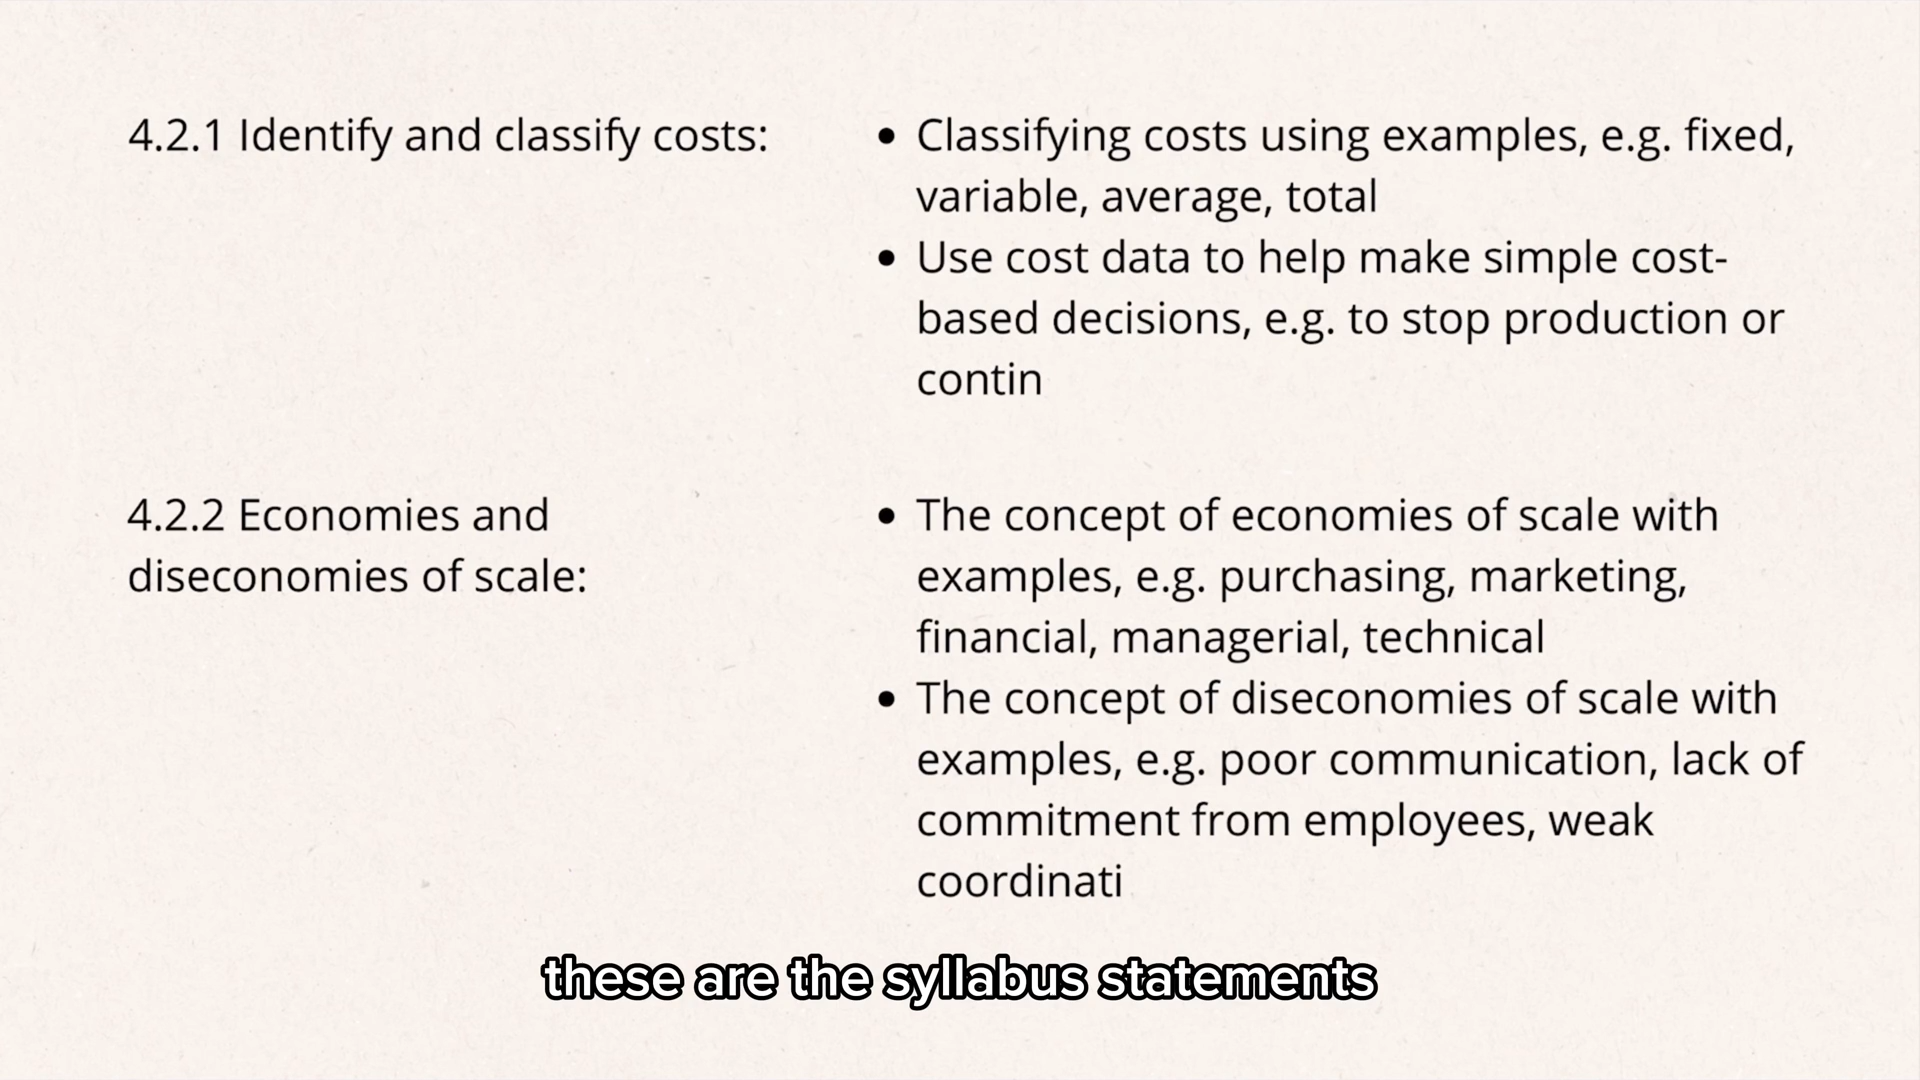 4.2.1 Identify and classify costs:
• Classifying costs using examples, e.g. fixed,
variable, average, total
• Use cost data to help make simple cost-
based decisions, e.g. to stop production or
contin
4.2.2 Economies and
diseconomies of scale:
• The concept of economies of scale with
examples, e.g. purchasing, marketing,
financial, managerial, technical
• The concept of diseconomies of scale with
examples, e.g. poor communication, lack of
commitment from employees, weak
coordinati
these are the syllabus statements